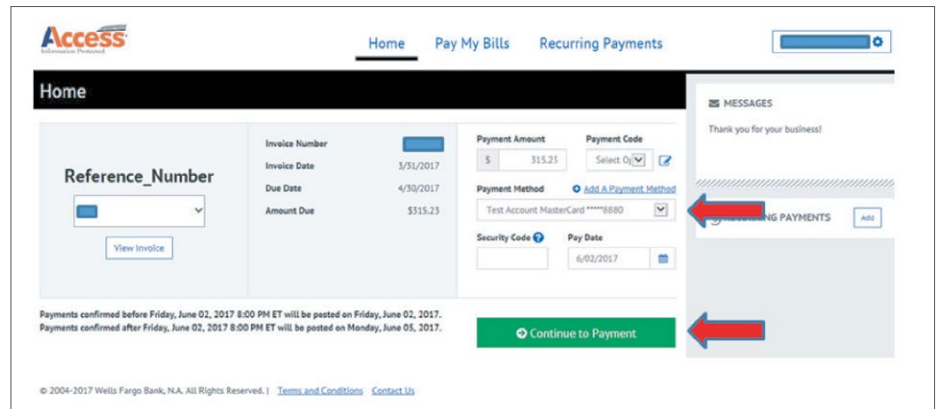 Access
Information Protected
Home Pay My Bills Recurring Payments
Home
Reference_Number
View Invoice
Invoice Number
Invoice Date 3/31/2017
Due Date 4/30/2017
Amount Due $315.23
Payment Amount Payment Code
$ 315.23 Select Op
Payment Method Add A Payment Method
Test Account MasterCard *****8880
Security Code Pay Date
6/02/2017
MESSAGES
Thank you for your business!
PAYMENTS Add
Payments confirmed before Friday, June 02, 2017 8:00 PM ET will be posted on Friday, June 02, 2017.
Payments confirmed after Friday, June 02, 2017 8:00 PM ET will be posted on Monday, June 05, 2017.
Continue to Payment
© 2004-2017 Wells Fargo Bank, N.A. All Rights Reserved. | Terms and Conditions Contact Us